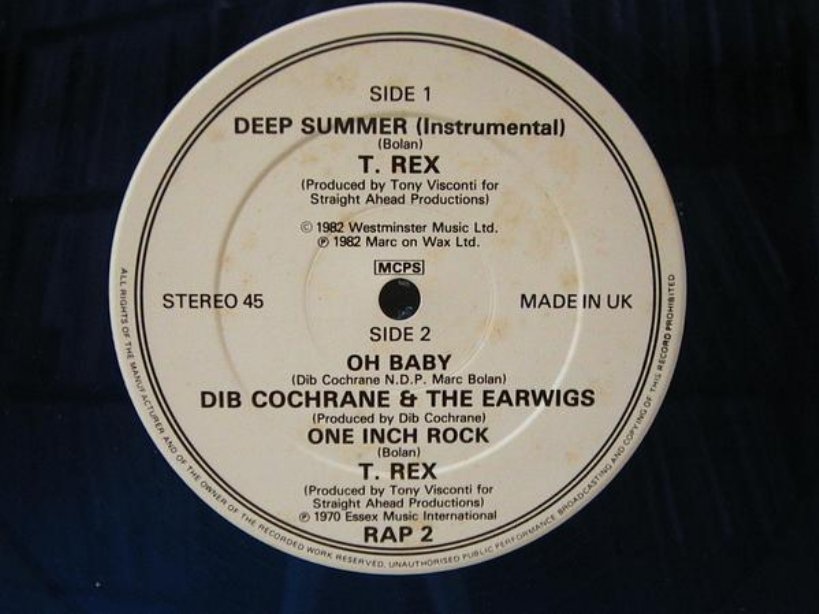 SIDE 1
DEEP SUMMER (Instrumental)
(Bolan)
T. REX
(Produced by Tony Visconti for
Straight Ahead Productions)
© 1982 Westminster Music Ltd.
℗ 1982 Marc on Wax Ltd.
MCPS
STEREO 45
MADE IN UK
SIDE 2
OH BABY
(Dib Cochrane N.D.P. Marc Bolan)
DIB COCHRANE & THE EARWIGS
(Produced by Dib Cochrane)
ONE INCH ROCK
(Bolan)
T. REX
(Produced by Tony Visconti for
Straight Ahead Productions)
℗ 1970 Essex Music International
RAP 2
ALL RIGHTS OF THE MANUFACTURER AND OF THE OWNER OF THE RECORDED WORK RESERVED, UNAUTHORISED PUBLIC PERFORMANCE BROADCASTING AND COPYING OF THIS RECORD PROHIBITED